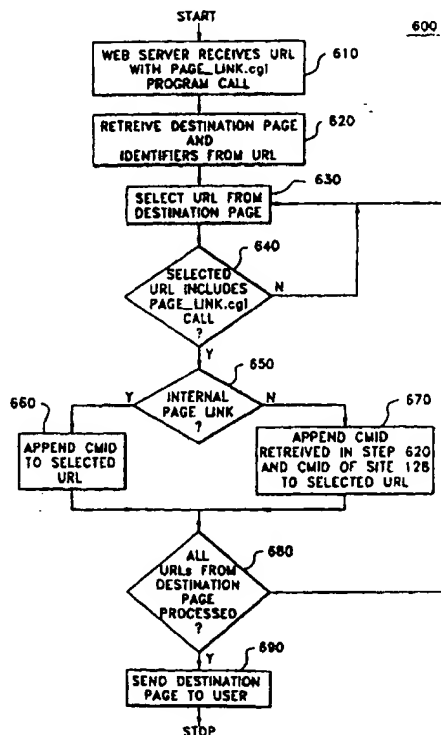 START
600
WEB SERVER RECEIVES URL
WITH PAGE_LINK.cgi
PROGRAM CALL
610
RETREIVE DESTINATION PAGE
AND
IDENTIFIERS FROM URL
620
630
SELECT URL FROM
DESTINATION PAGE
640
SELECTED
URL INCLUDES
PAGE_LINK.cgi
CALL
?
N
Y
650
INTERNAL
PAGE LINK
?
Y
N
660
APPEND CMID
TO SELECTED
URL
670
APPEND CMID
RETREIVED IN STEP 620
AND CMID OF SITE 128
TO SELECTED URL
680
ALL
URLs FROM
DESTINATION
PAGE
PROCESSED
?
Y
690
SEND DESTINATION
PAGE TO USER
STOP